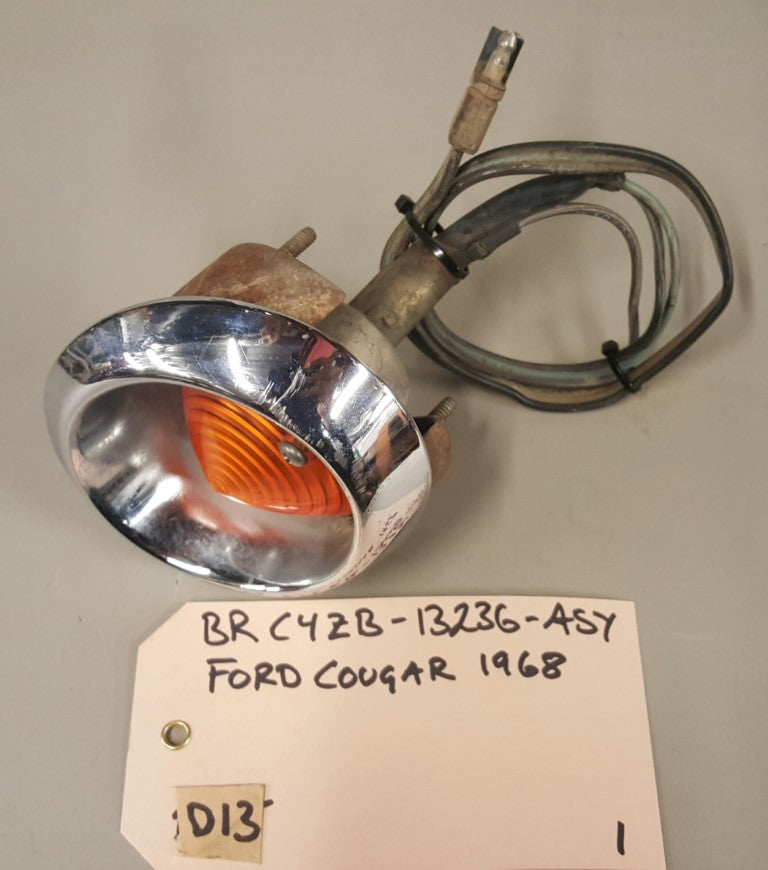 BR C4ZB-13236-ASY
FORD COUGAR 1968
D13
1